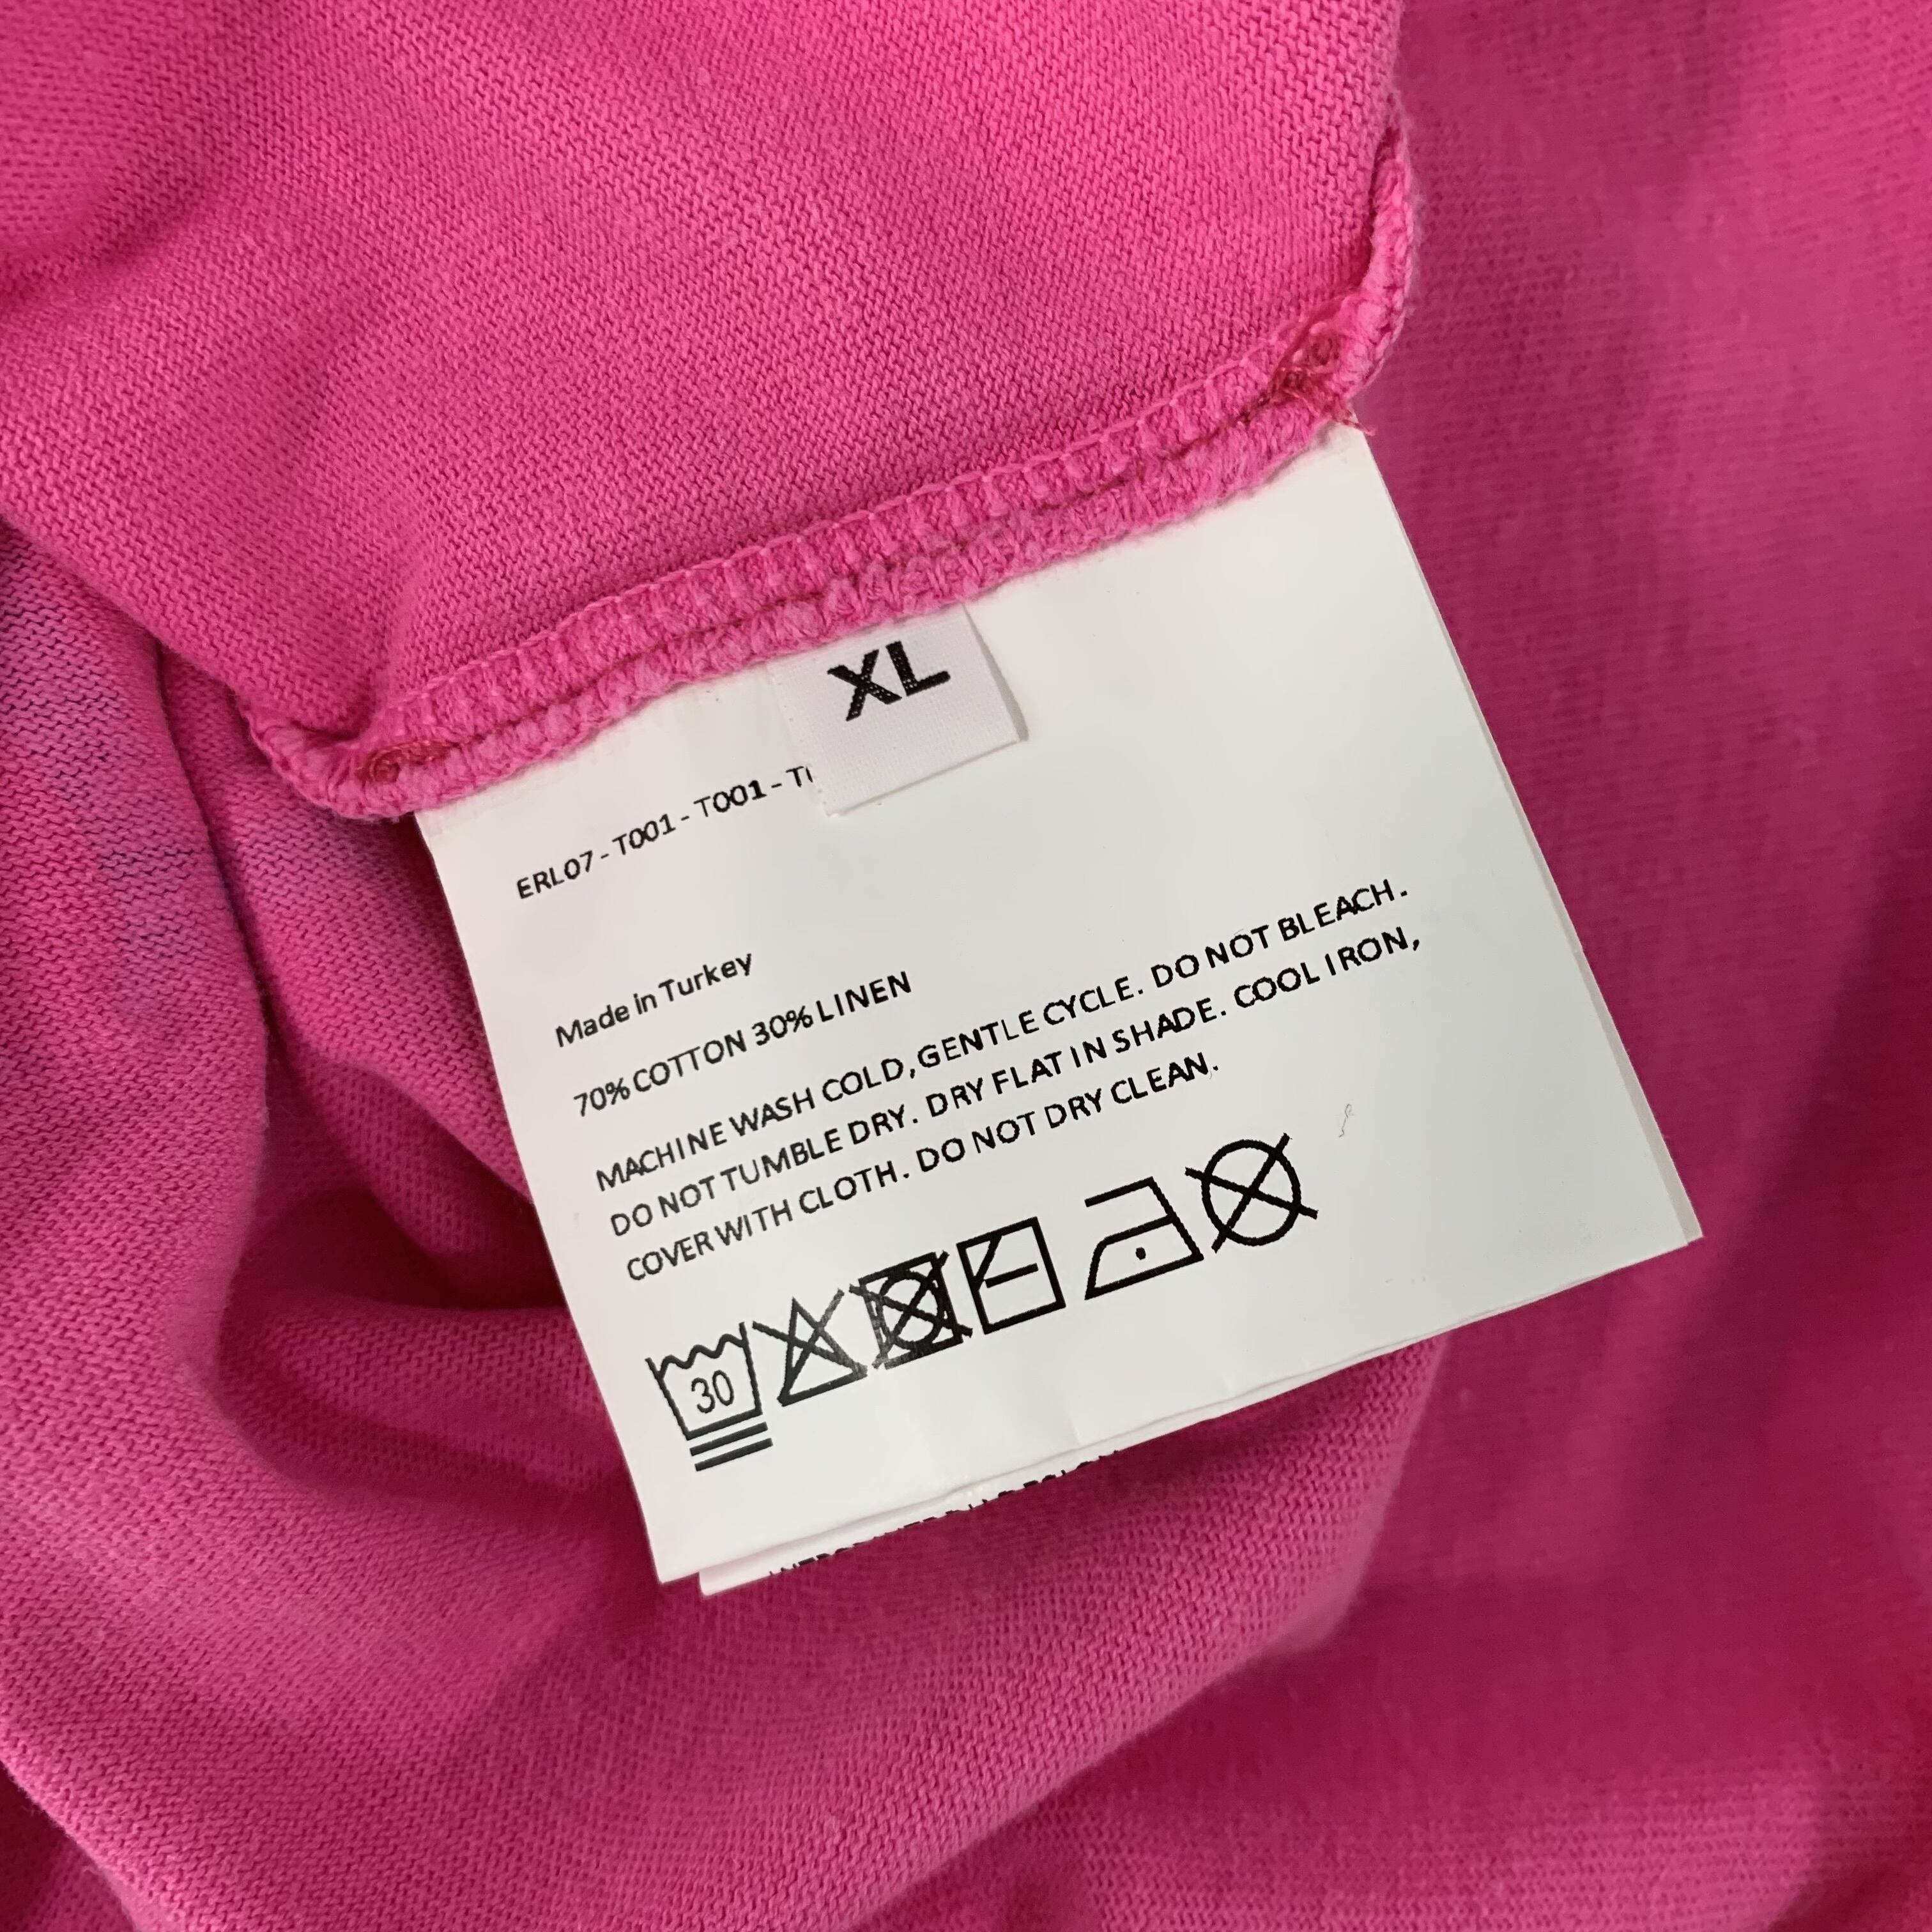 XL
ERL07 - T001 - T001 -
Made in Turkey
70% COTTON 30% LINEN
MACHINE WASH COLD, GENTLE CYCLE. DO NOT BLEACH.
DO NOT TUMBLE DRY. DRY FLAT IN SHADE. COOL IRON,
COVER WITH CLOTH. DO NOT DRY CLEAN.
30